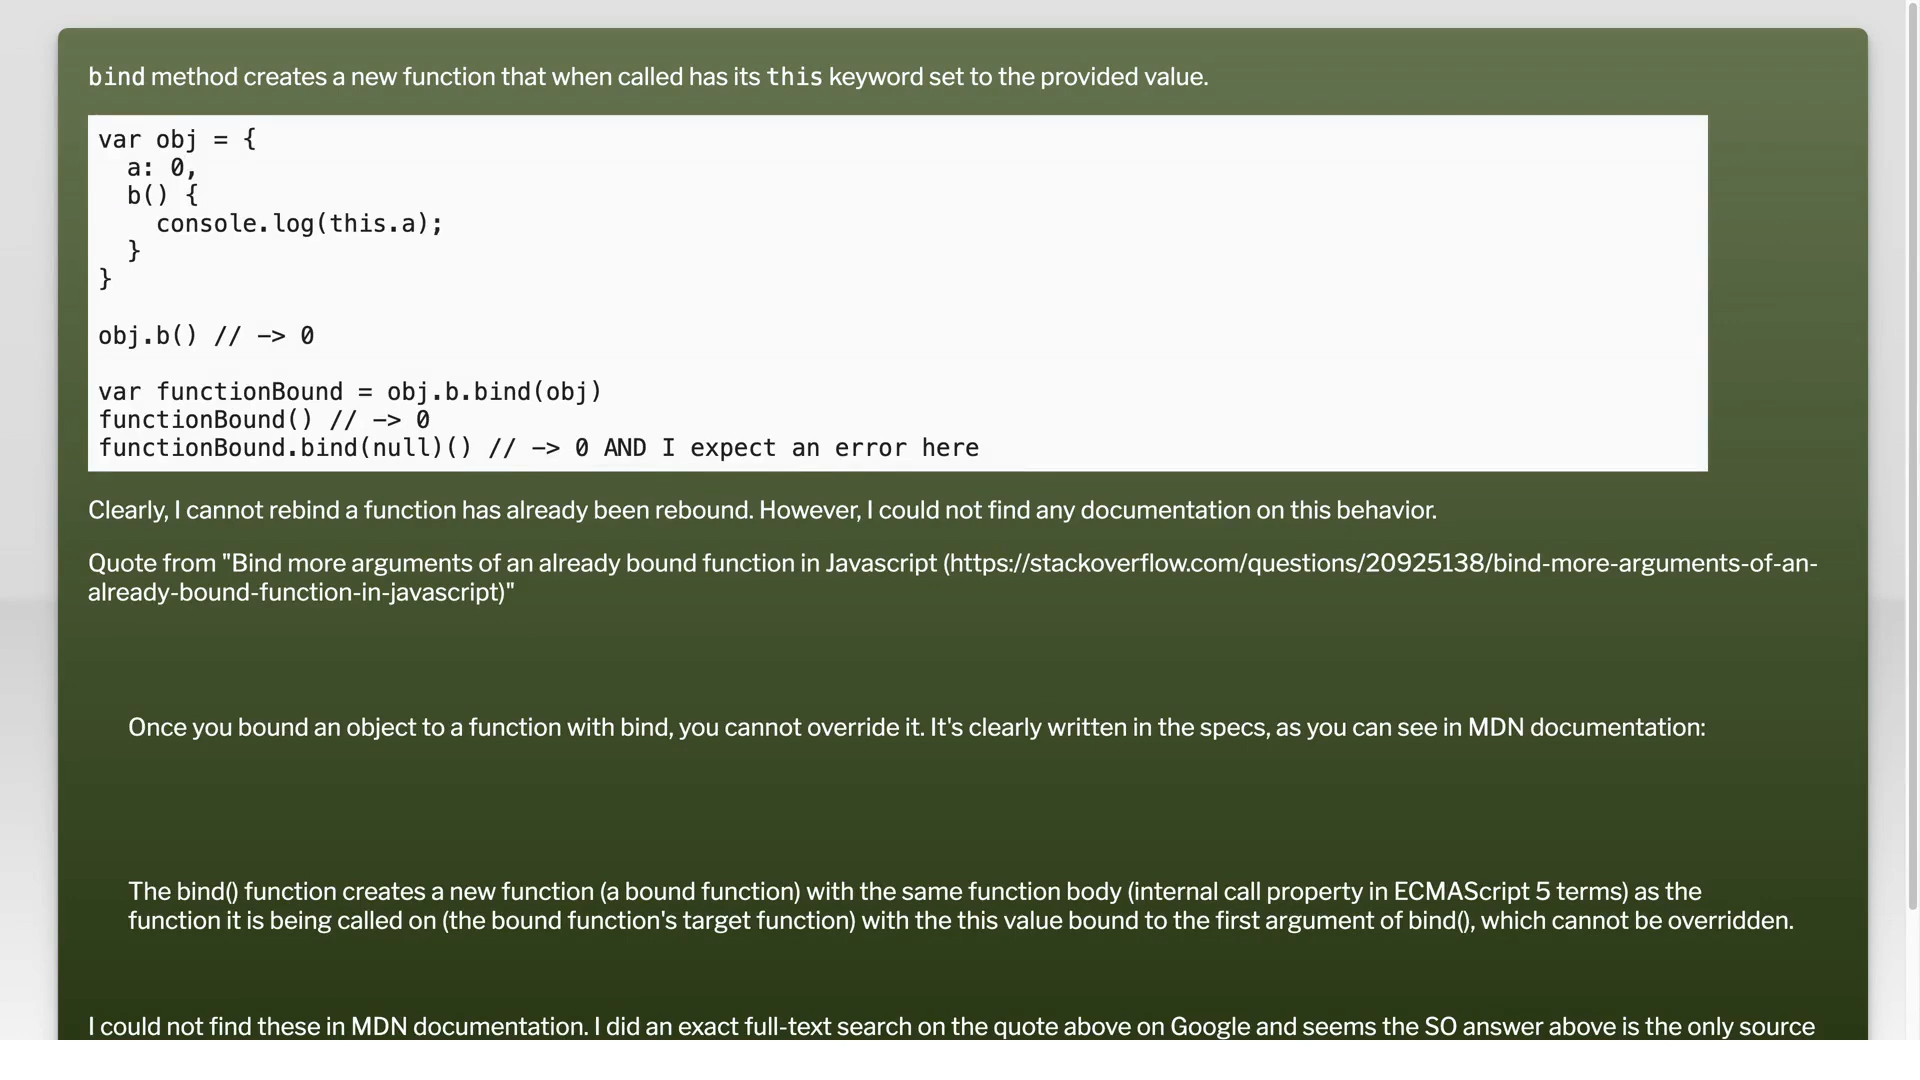 bind method creates a new function that when called has its this keyword set to the provided value.
var obj = {
  a: 0,
  b() {
    console.log(this.a);
  }
}

obj.b() // -> 0

var functionBound = obj.b.bind(obj)
functionBound() // -> 0
functionBound.bind(null)() // -> 0 AND I expect an error here
Clearly, I cannot rebind a function has already been rebound. However, I could not find any documentation on this behavior.
Quote from "Bind more arguments of an already bound function in Javascript (https://stackoverflow.com/questions/20925138/bind-more-arguments-of-an-
already-bound-function-in-javascript)"
Once you bound an object to a function with bind, you cannot override it. It's clearly written in the specs, as you can see in MDN documentation:
The bind() function creates a new function (a bound function) with the same function body (internal call property in ECMAScript 5 terms) as the
function it is being called on (the bound function's target function) with the this value bound to the first argument of bind(), which cannot be overridden.
I could not find these in MDN documentation. I did an exact full-text search on the quote above on Google and seems the SO answer above is the only source